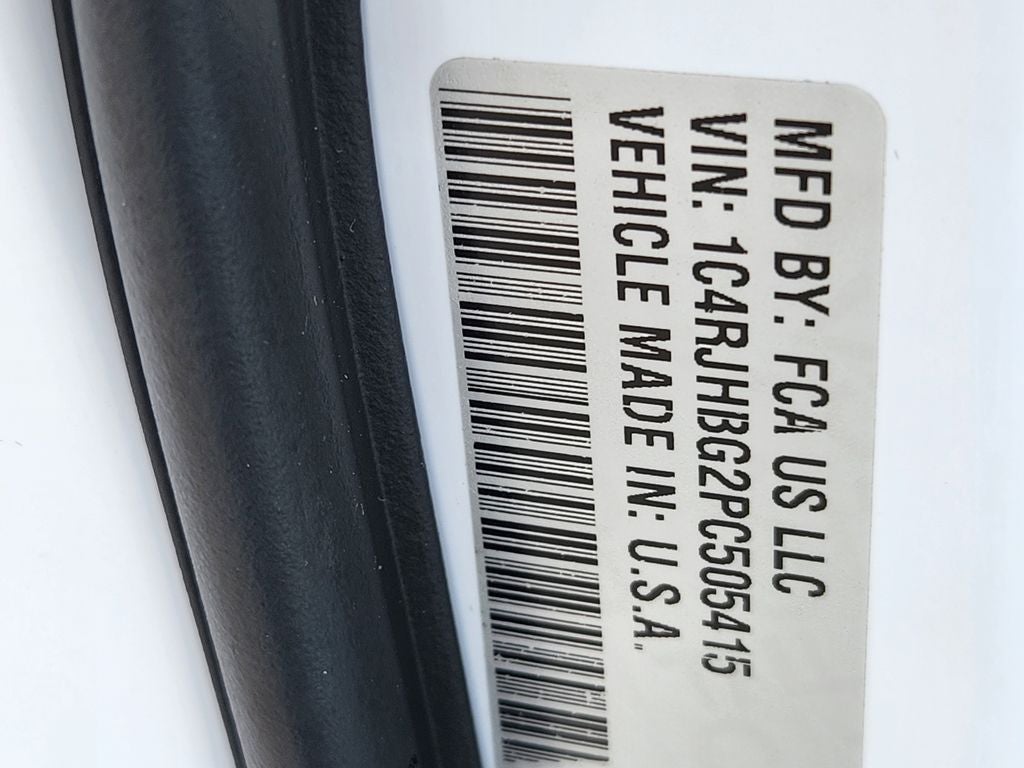 MFD BY: FCA US LLC
VIN: 1C4RJHBG2PC505415
VEHICLE MADE IN: U.S.A.